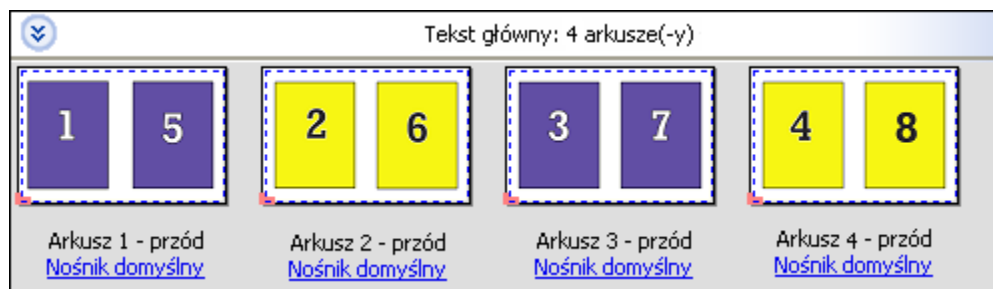 Tekst główny: 4 arkusze(-y)
1 5 2 6 3 7 4 8
Arkusz 1 - przód Arkusz 2 - przód Arkusz 3 - przód Arkusz 4 - przód
Nośnik domyślny Nośnik domyślny Nośnik domyślny Nośnik domyślny